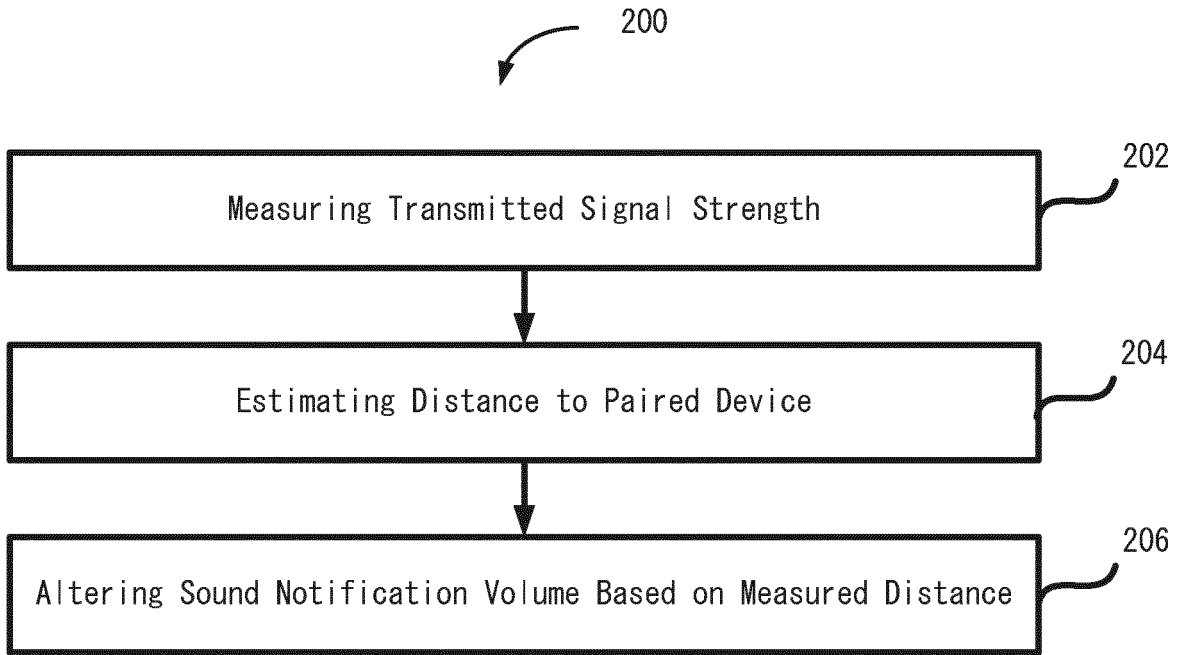 200
Measuring Transmitted Signal Strength
202
Estimating Distance to Paired Device
204
Altering Sound Notification Volume Based on Measured Distance
206